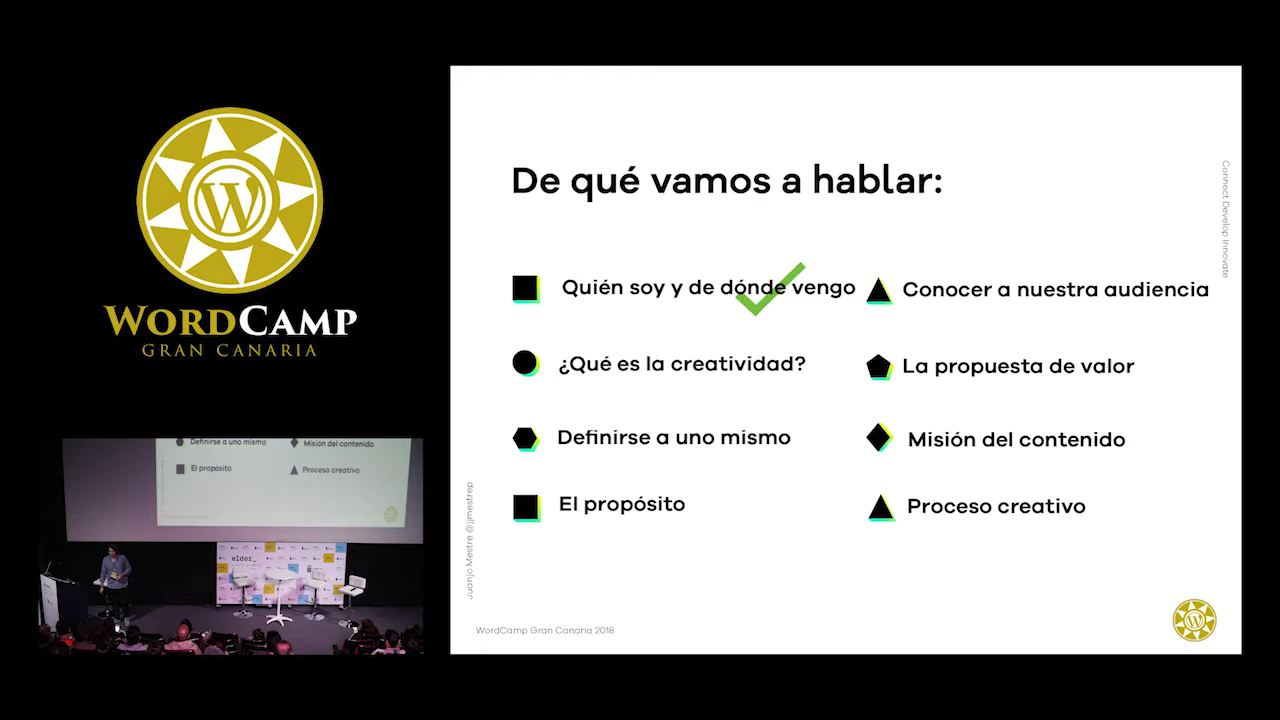 WORDCAMP
GRAN CANARIA
De qué vamos a hablar:
Quién soy y de dónde vengo
¿Qué es la creatividad?
Definirse a uno mismo
El propósito
Conocer a nuestra audiencia
La propuesta de valor
Misión del contenido
Proceso creativo
Connect Develop Innovate
Juanjo Mestre @jjmestrep
WordCamp Gran Canaria 2018
Definirse a uno mismo
Misión del contenido
El propósito
Proceso creativo
elder_